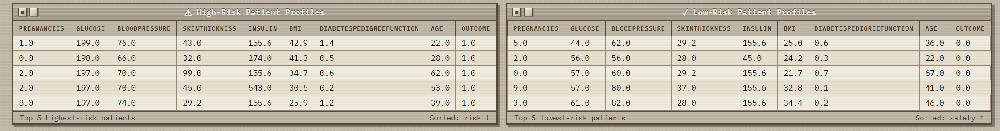 ⚠ High-Risk Patient Profiles
PREGNANCIES GLUCOSE BLOODPRESSURE SKINTHICKNESS INSULIN BMI DIABETESPEDIGREEFUNCTION AGE OUTCOME
1.0 199.0 76.0 43.0 155.6 42.9 1.4 22.0 1.0
0.0 198.0 66.0 32.0 274.0 41.3 0.5 28.0 1.0
2.0 197.0 70.0 99.0 155.6 34.7 0.6 62.0 1.0
2.0 197.0 70.0 45.0 543.0 30.5 0.2 53.0 1.0
8.0 197.0 74.0 29.2 155.6 25.9 1.2 39.0 1.0
Top 5 highest-risk patients Sorted: risk ↓
✓ Low-Risk Patient Profiles
PREGNANCIES GLUCOSE BLOODPRESSURE SKINTHICKNESS INSULIN BMI DIABETESPEDIGREEFUNCTION AGE OUTCOME
5.0 44.0 62.0 29.2 155.6 25.0 0.6 36.0 0.0
2.0 56.0 56.0 28.0 45.0 24.2 0.3 22.0 0.0
0.0 57.0 60.0 29.2 155.6 21.7 0.7 67.0 0.0
9.0 57.0 80.0 37.0 155.6 32.8 0.1 41.0 0.0
3.0 61.0 82.0 28.0 155.6 34.4 0.2 46.0 0.0
Top 5 lowest-risk patients Sorted: safety ↑